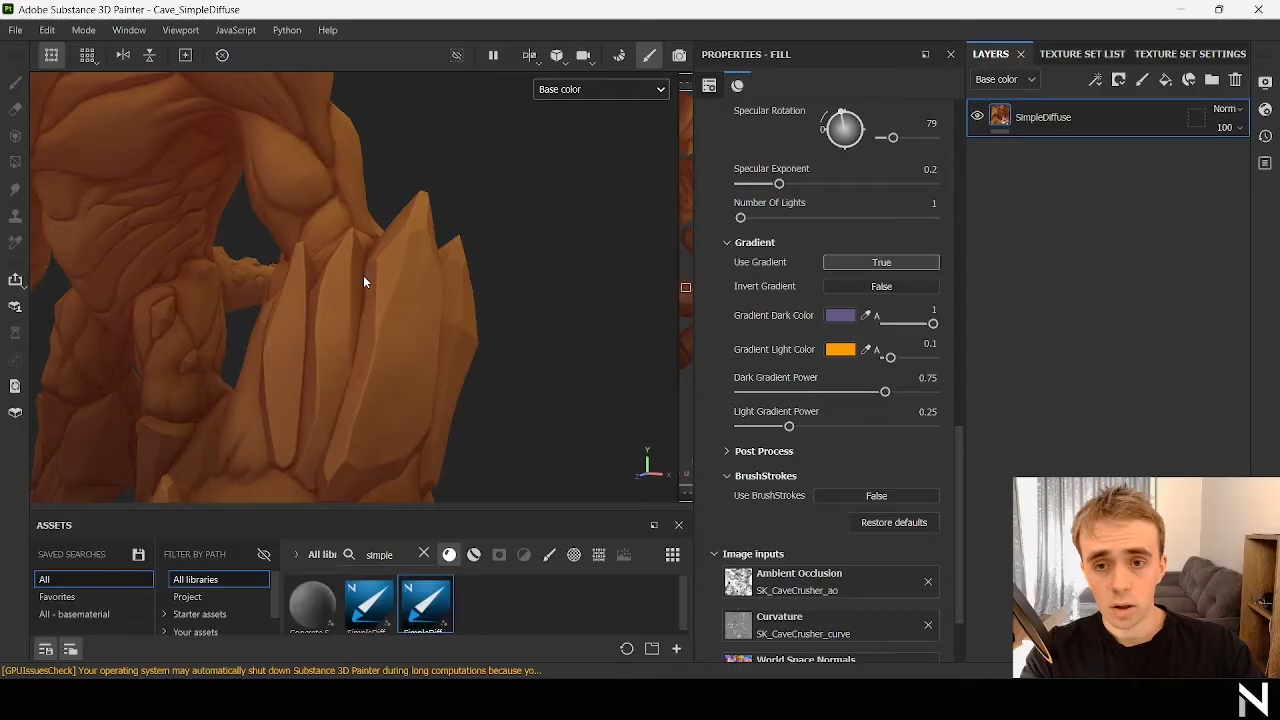 Pt Adobe Substance 3D Painter - Cave_SimpleDiffuse
File Edit Mode Window Viewport JavaScript Python Help
Base color
PROPERTIES - FILL
Specular Rotation 79
Specular Exponent 0.2
Number Of Lights 1
Gradient
Use Gradient True
Invert Gradient False
Gradient Dark Color A 1
Gradient Light Color A 0.1
Dark Gradient Power 0.75
Light Gradient Power 0.25
Post Process
BrushStrokes
Use BrushStrokes False
Restore defaults
Image inputs
Ambient Occlusion
SK_CaveCrusher_ao
Curvature
SK_CaveCrusher_curve
World Space Normals
LAYERS TEXTURE SET LIST TEXTURE SET SETTINGS
Base color
SImpleDiffuse Norm
100
Y
X
Z
U
ASSETS
SAVED SEARCHES FILTER BY PATH All libr simple
All
Favorites
All - basematerial
All libraries
Project
Starter assets
Your assets
Concrete S
SimpleDiff
SimpleDiff
[GPUIssuesCheck] Your operating system may automatically shut down Substance 3D Painter during long computations because yo...
N